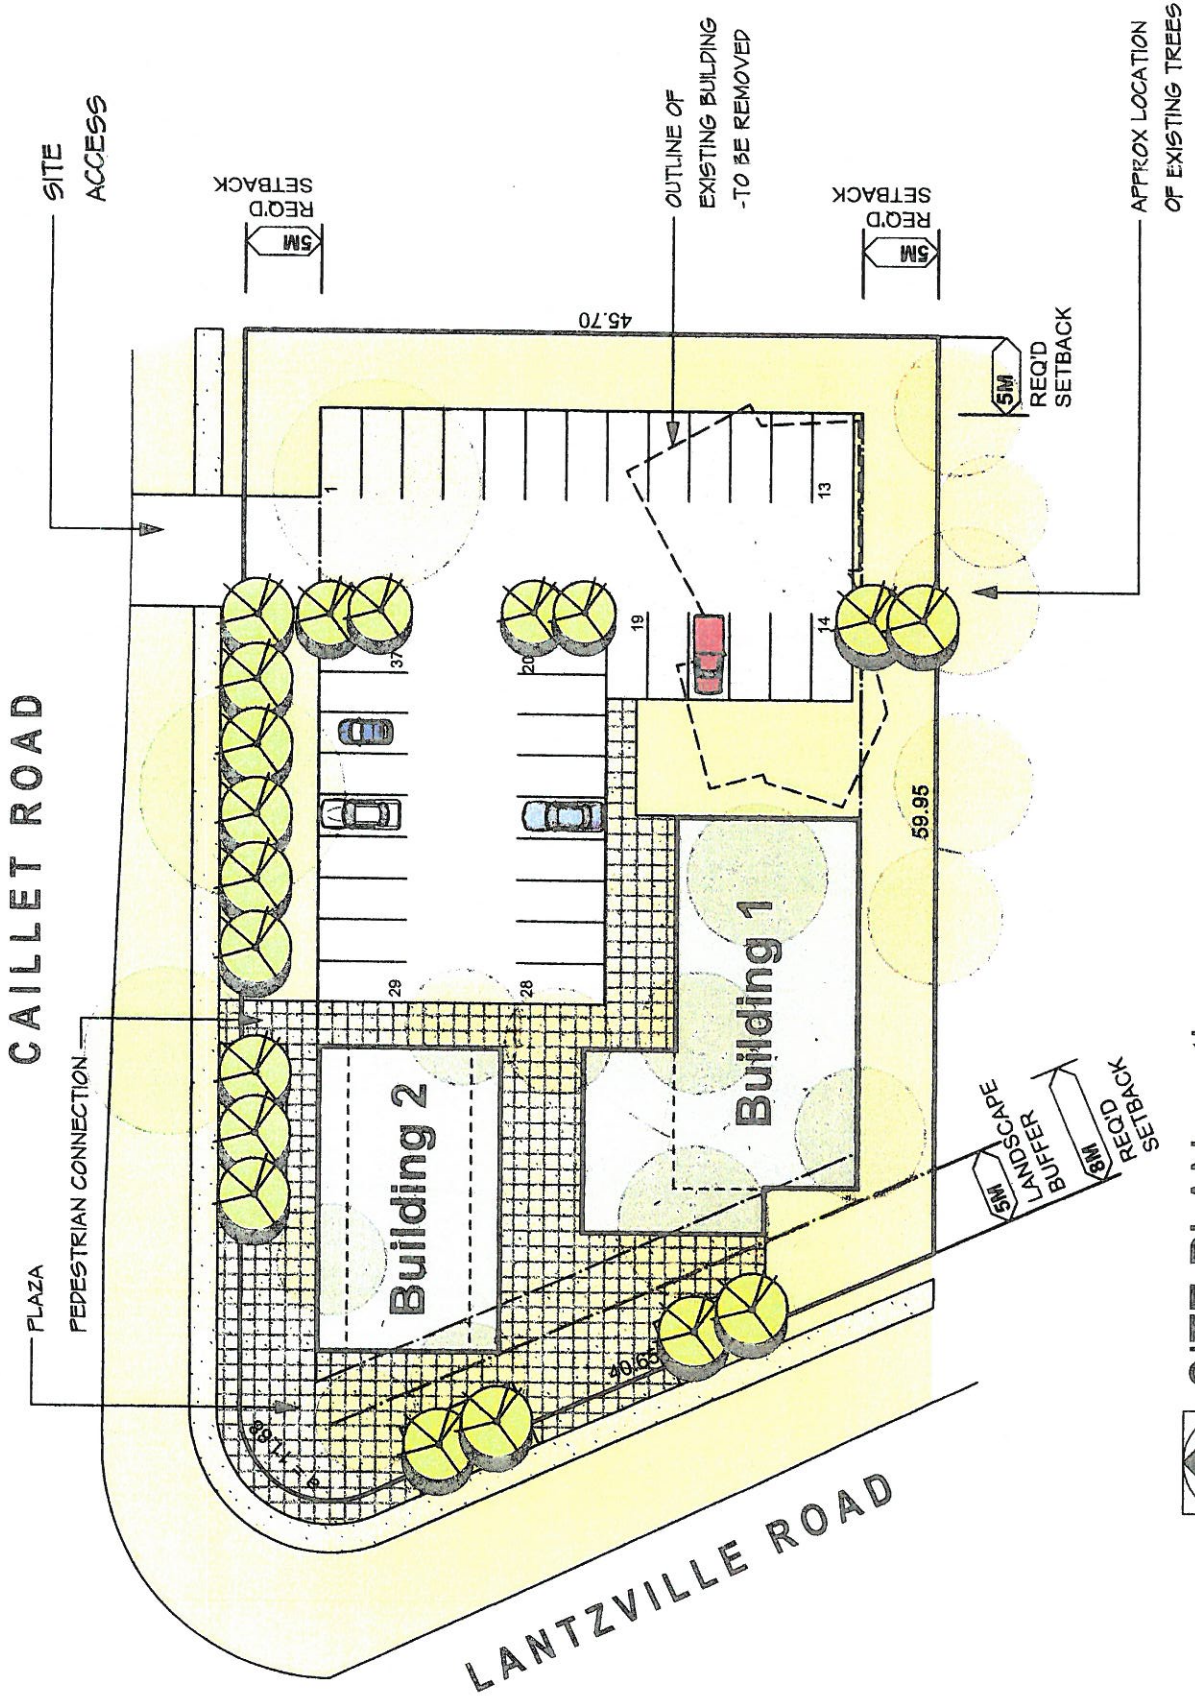 CAILLET ROAD
SITE
ACCESS
PLAZA
PEDESTRIAN CONNECTION
REQ'D
SETBACK
5M
45.70
OUTLINE OF
EXISTING BUILDING
-TO BE REMOVED
REQ'D
SETBACK
5M
5M
REQ'D
SETBACK
APPROX LOCATION
OF EXISTING TREES
1
13
14
19
20
37
28
29
Building 2
Building 1
59.95
40.65
5M
LANDSCAPE
BUFFER
8M
REQAD
SETBACK
LANTZVILLE ROAD